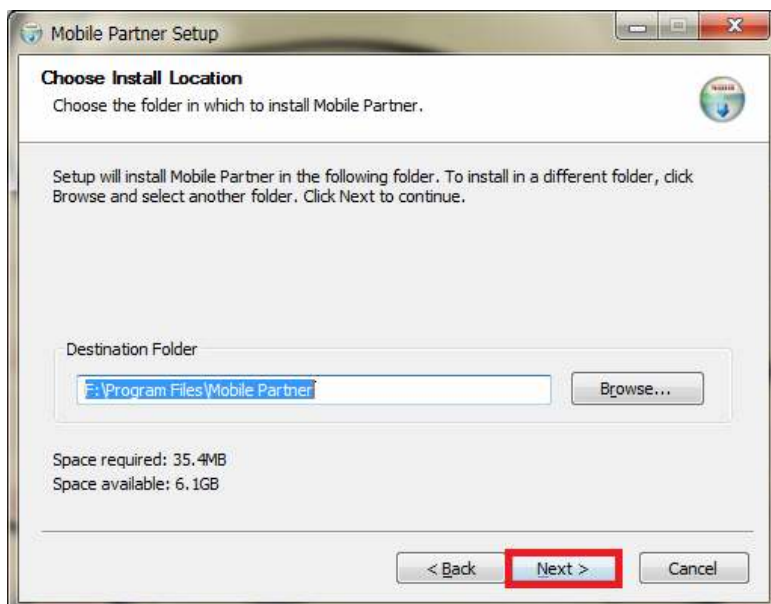 Mobile Partner Setup
Choose Install Location
Choose the folder in which to install Mobile Partner.
Setup will install Mobile Partner in the following folder. To install in a different folder, click
Browse and select another folder. Click Next to continue.
Destination Folder
F:\Program Files\Mobile Partner
Browse...
Space required: 35.4MB
Space available: 6.1GB
< Back
Next >
Cancel